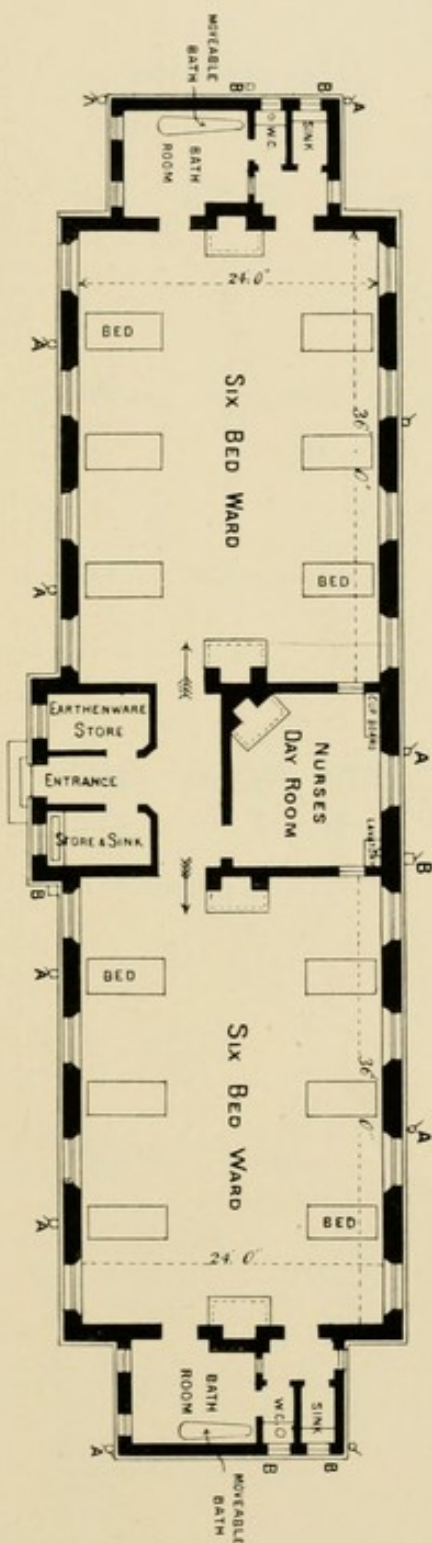 MOVEABLE
BATH
B
B
A
A
BATH
ROOM
W.C.
SINK
24.0"
BED
A
SIX BED WARD
36' 0"
BED
A
EARTHENWARE
STORE
ENTRANCE
STORE & SINK
NURSES
DAY ROOM
CUP BOARD
A
B
B
A
BED
SIX BED WARD
36' 0"
A
BED
A
24' 0"
BATH
ROOM
W.C.
SINK
A
B
B
MOVEABLE
BATH